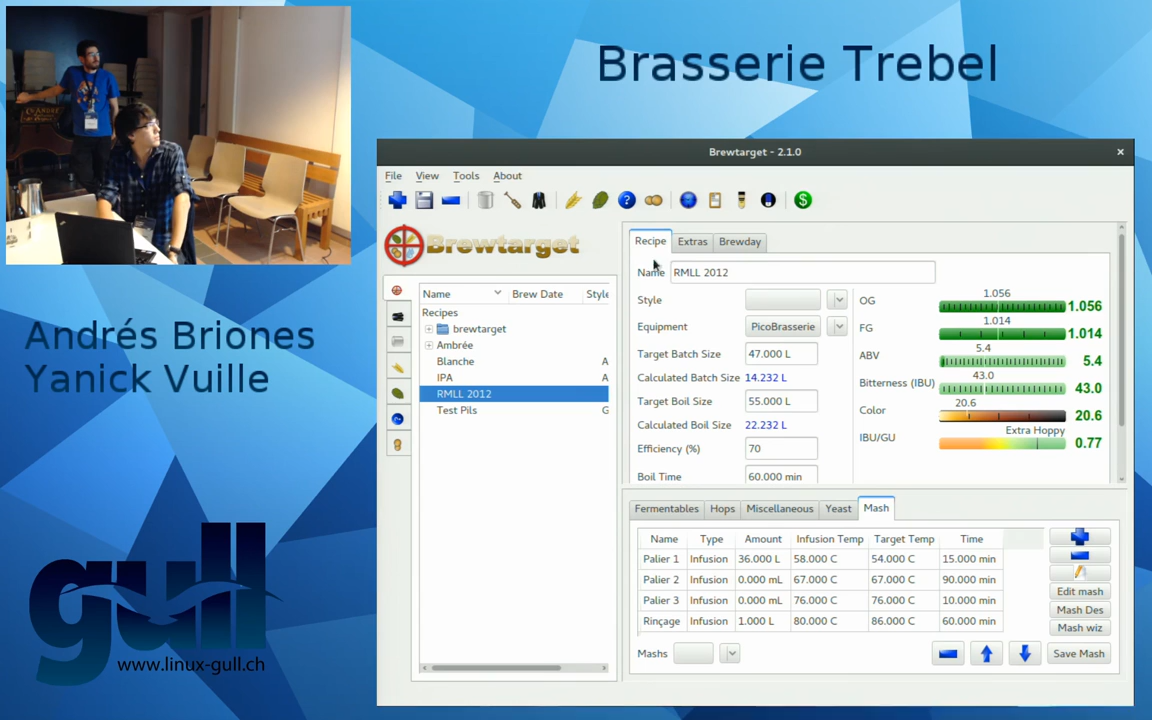 Brasserie Trebel
Andrés Briones
Yanick Vuille
gull
www.linux-gull.ch
Brewtarget - 2.1.0
File View Tools About
Brewtarget
Name Brew Date Style
Recipes
brewtarget
Ambrée
Blanche A
IPA A
RMLL 2012
Test Pils G
Recipe Extras Brewday
Name RMLL 2012
Style
Equipment PicoBrasserie
Target Batch Size 47.000 L
Calculated Batch Size 14.232 L
Target Boil Size 55.000 L
Calculated Boil Size 22.232 L
Efficiency (%) 70
Boil Time 60.000 min
OG 1.056 1.056
FG 1.014 1.014
ABV 5.4 5.4
Bitterness (IBU) 43.0 43.0
Color 20.6 20.6
IBU/GU Extra Hoppy 0.77
Fermentables Hops Miscellaneous Yeast Mash
Name Type Amount Infusion Temp Target Temp Time
Palier 1 Infusion 36.000 L 58.000 C 54.000 C 15.000 min
Palier 2 Infusion 0.000 mL 67.000 C 67.000 C 90.000 min
Palier 3 Infusion 0.000 mL 76.000 C 76.000 C 10.000 min
Rinçage Infusion 1.000 L 80.000 C 86.000 C 60.000 min
Edit mash
Mash Des
Mash wiz
Mashs
Save Mash